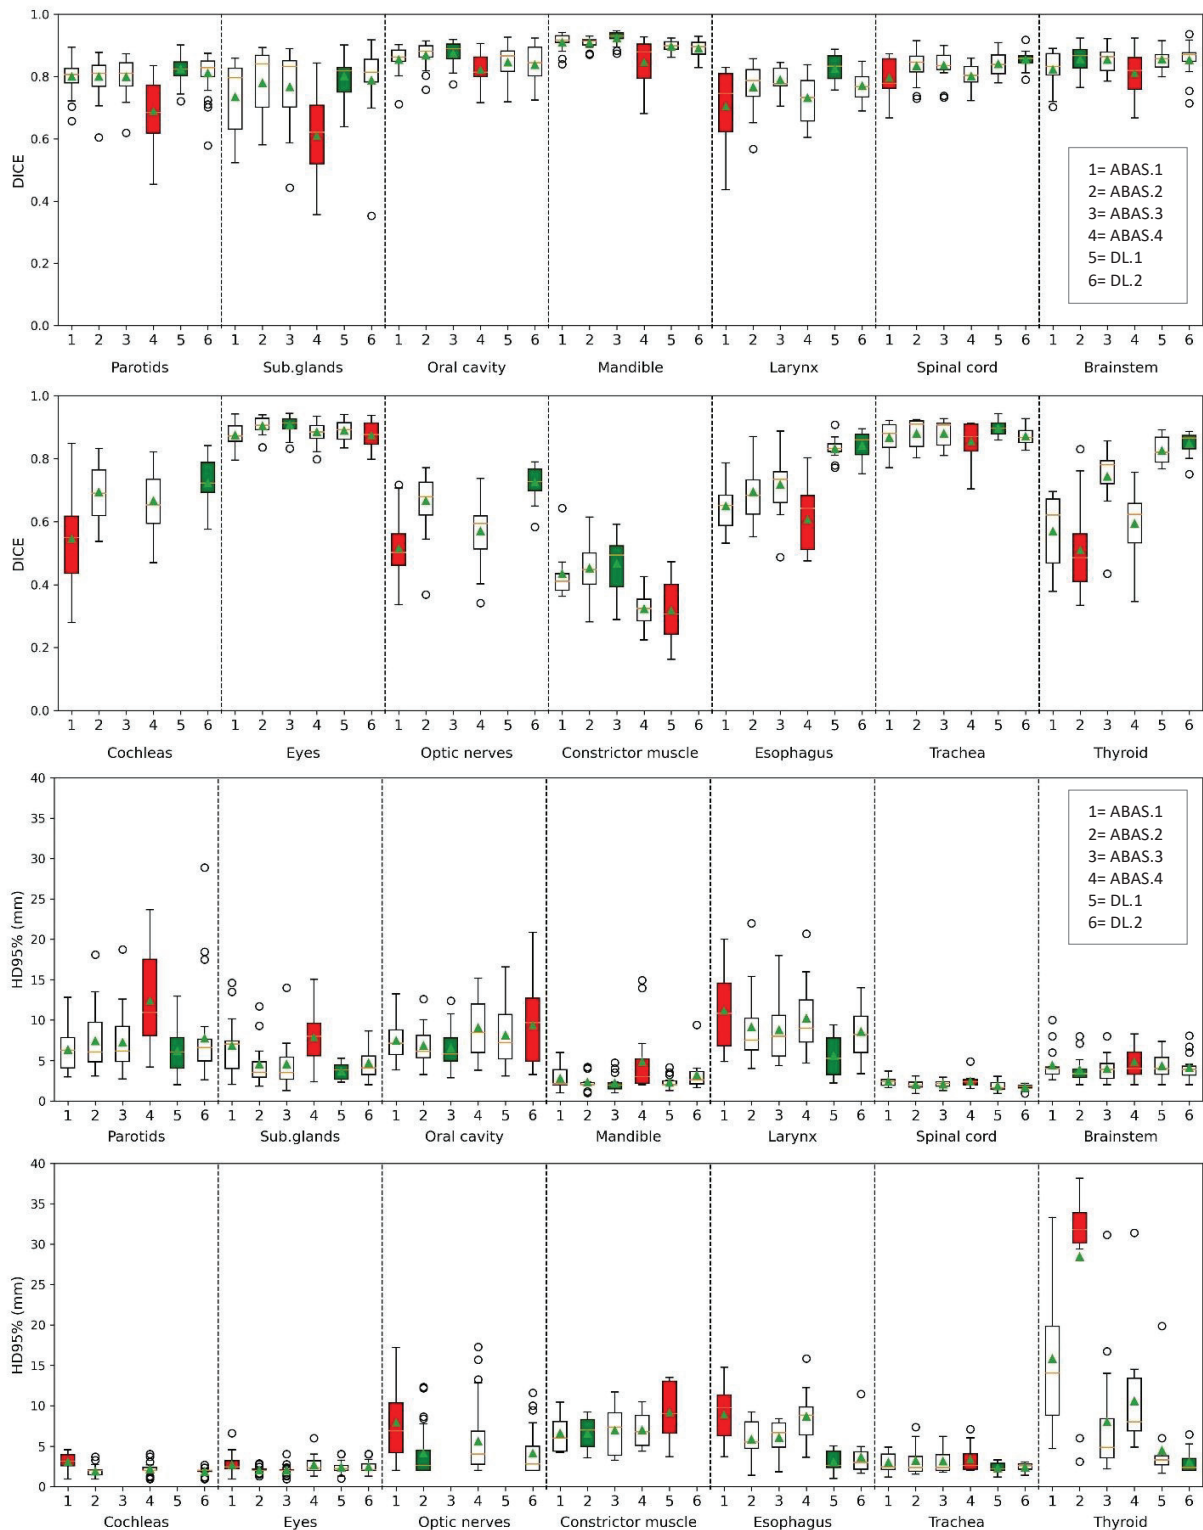 1.0
0.8
0.6
0.4
0.2
0.0
DICE
1= ABAS.1
2= ABAS.2
3= ABAS.3
4= ABAS.4
5= DL.1
6= DL.2
1 2 3 4 5 6 1 2 3 4 5 6 1 2 3 4 5 6 1 2 3 4 5 6 1 2 3 4 5 6 1 2 3 4 5 6 1 2 3 4 5 6
Parotids Sub.glands Oral cavity Mandible Larynx Spinal cord Brainstem
1.0
0.8
0.6
0.4
0.2
0.0
DICE
1 2 3 4 5 6 1 2 3 4 5 6 1 2 3 4 5 6 1 2 3 4 5 6 1 2 3 4 5 6 1 2 3 4 5 6 1 2 3 4 5 6
Cochleas Eyes Optic nerves Constrictor muscle Esophagus Trachea Thyroid
40
35
30
25
20
15
10
5
0
HD95% (mm)
1= ABAS.1
2= ABAS.2
3= ABAS.3
4= ABAS.4
5= DL.1
6= DL.2
1 2 3 4 5 6 1 2 3 4 5 6 1 2 3 4 5 6 1 2 3 4 5 6 1 2 3 4 5 6 1 2 3 4 5 6 1 2 3 4 5 6
Parotids Sub.glands Oral cavity Mandible Larynx Spinal cord Brainstem
40
35
30
25
20
15
10
5
0
HD95% (mm)
1 2 3 4 5 6 1 2 3 4 5 6 1 2 3 4 5 6 1 2 3 4 5 6 1 2 3 4 5 6 1 2 3 4 5 6 1 2 3 4 5 6
Cochleas Eyes Optic nerves Constrictor muscle Esophagus Trachea Thyroid